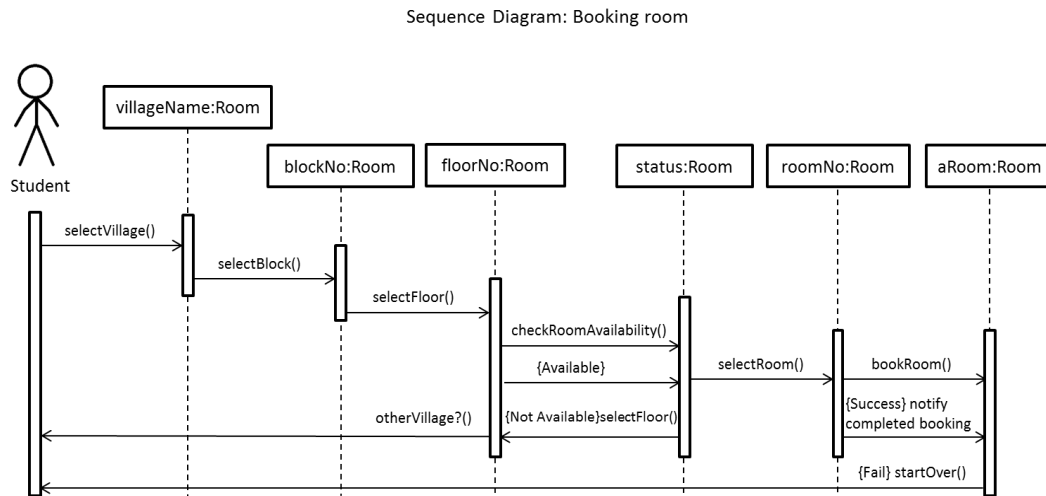 Sequence Diagram: Booking room
villageName:Room
blockNo:Room
floorNo:Room
status:Room
roomNo:Room
aRoom:Room
Student
selectVillage()
selectBlock()
selectFloor()
checkRoomAvailability()
{Available}
selectRoom()
bookRoom()
otherVillage?()
{Not Available}selectFloor()
{Success} notify
completed booking
{Fail} startOver()